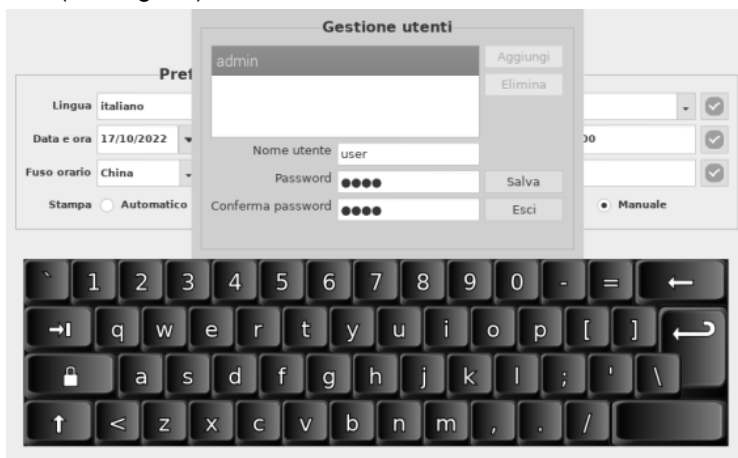 Gestione utenti
admin
Aggiungi
Elimina
Nome utente user
Password ●●●●
Salva
Conferma password ●●●●
Esci
Pref
Lingua italiano
Data e ora 17/10/2022
00
Fuso orario China
Stampa Automatico
Manuale
` 1 2 3 4 5 6 7 8 9 0 - = ←
→I q w e r t y u i o p [ ]
a s d f g h j k l ; ' \
↑ < z x c v b n m , . /